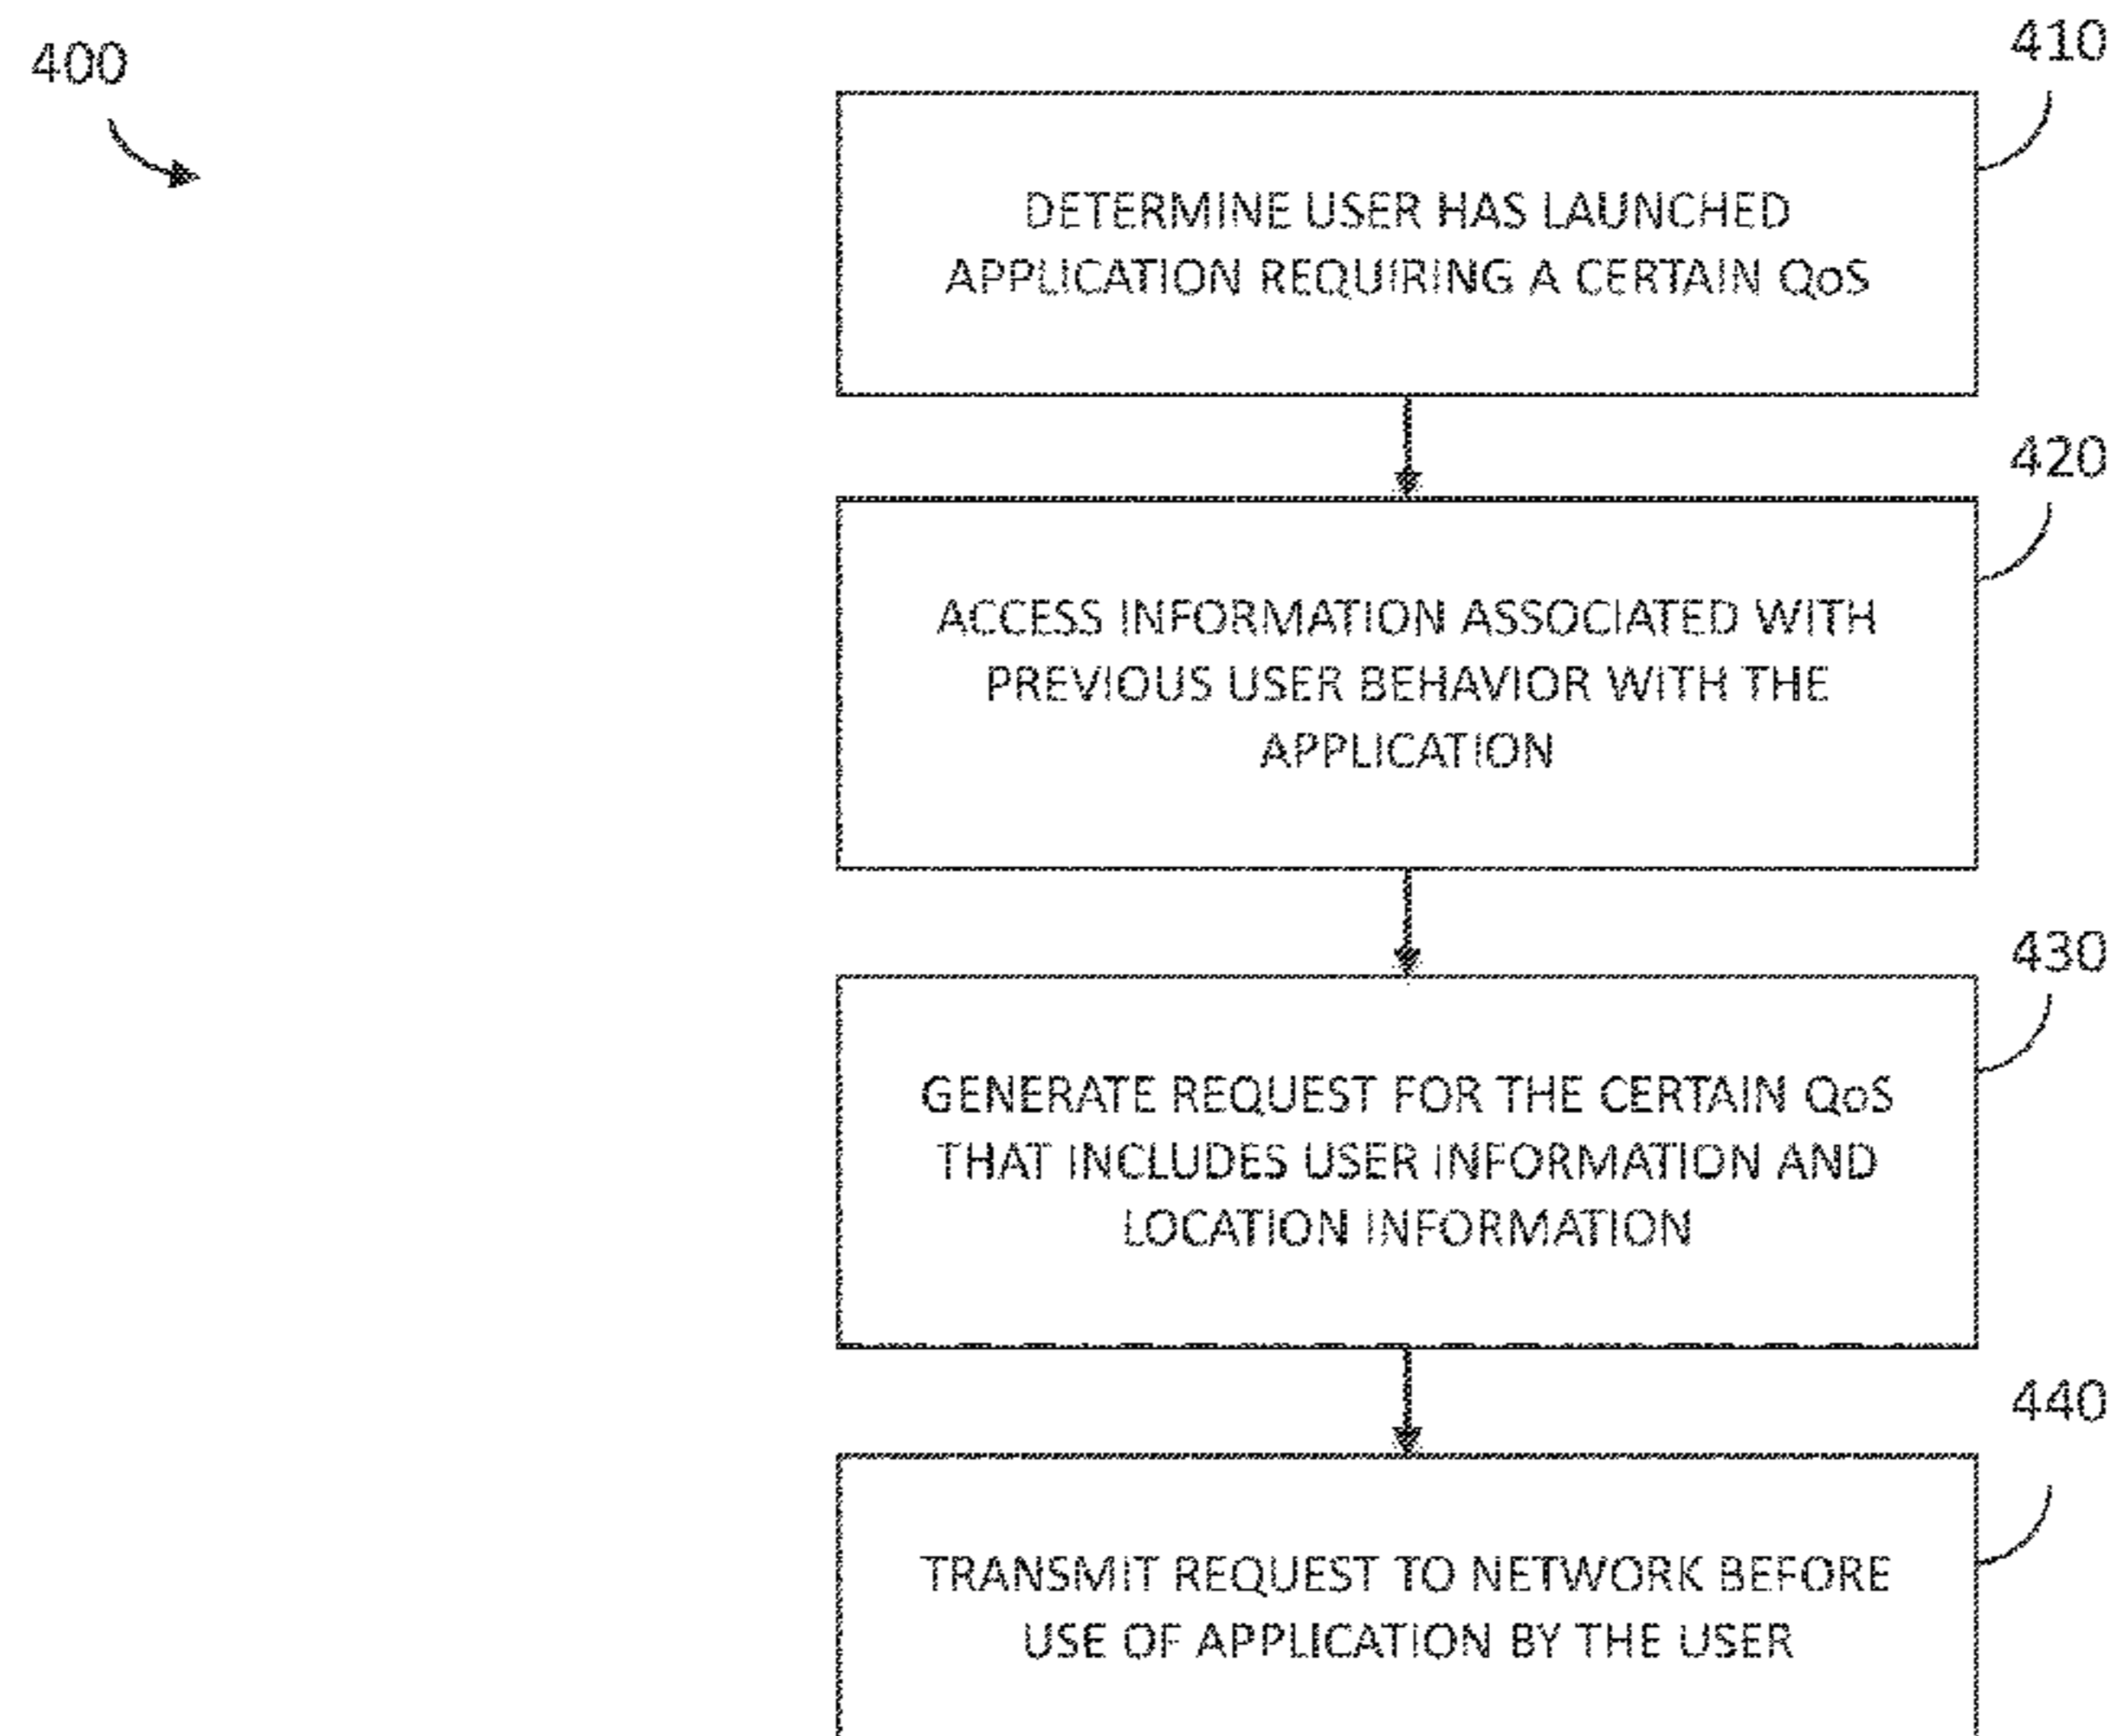 400
410
DETERMINE USER HAS LAUNCHED
APPLICATION REQUIRING A CERTAIN QoS
420
ACCESS INFORMATION ASSOCIATED WITH
PREVIOUS USER BEHAVIOR WITH THE
APPLICATION
430
GENERATE REQUEST FOR THE CERTAIN QoS
THAT INCLUDES USER INFORMATION AND
LOCATION INFORMATION
440
TRANSMIT REQUEST TO NETWORK BEFORE
USE OF APPLICATION BY THE USER